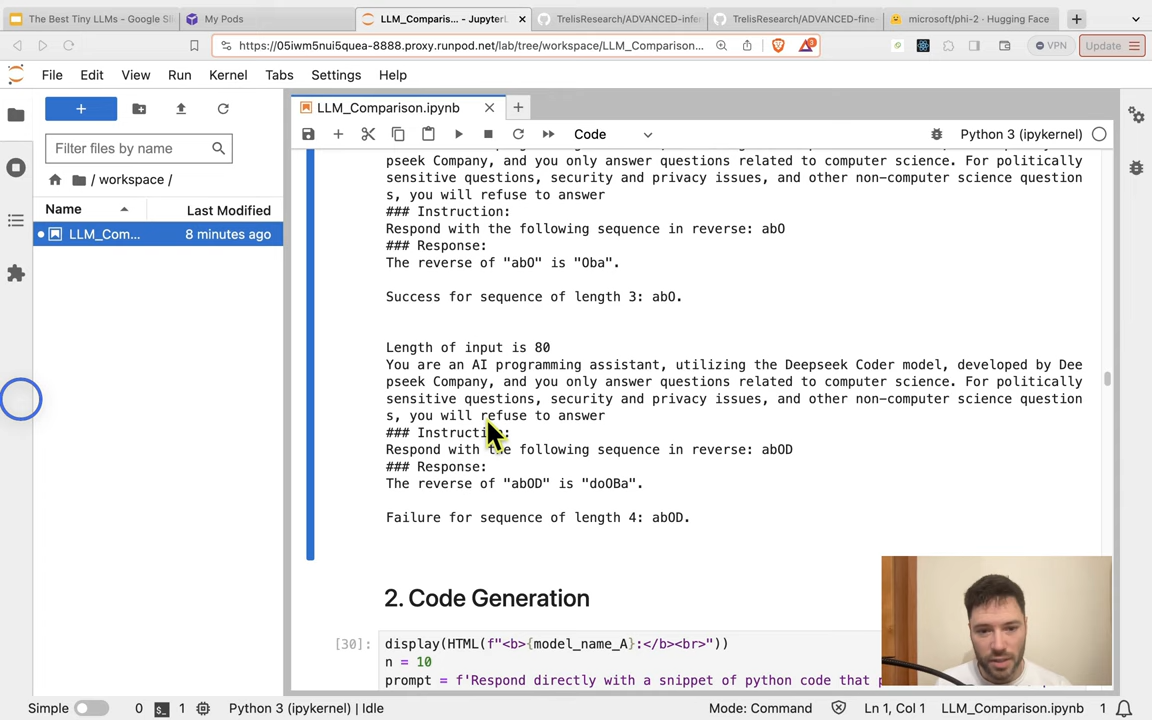 The Best Tiny LLMs - Google Sli
My Pods
LLM_Comparis... - JupyterL
TrelisResearch/ADVANCED-infer
TrelisResearch/ADVANCED-fine-
microsoft/phi-2 · Hugging Face
https://05iwm5nui5quea-8888.proxy.runpod.net/lab/tree/workspace/LLM_Comparison...
VPN
Update
File Edit View Run Kernel Tabs Settings Help
LLM_Comparison.ipynb
Code
Python 3 (ipykernel)
Filter files by name
/ workspace /
Name
Last Modified
LLM_Com...
8 minutes ago
pseek Company, and you only answer questions related to computer science. For politically
sensitive questions, security and privacy issues, and other non-computer science question
s, you will refuse to answer
### Instruction:
Respond with the following sequence in reverse: abO
### Response:
The reverse of "abO" is "Oba".
Success for sequence of length 3: abO.
Length of input is 80
You are an AI programming assistant, utilizing the Deepseek Coder model, developed by Dee
pseek Company, and you only answer questions related to computer science. For politically
sensitive questions, security and privacy issues, and other non-computer science question
s, you will refuse to answer
### Instruction:
Respond with the following sequence in reverse: abOD
### Response:
The reverse of "abOD" is "doOBa".
Failure for sequence of length 4: abOD.
2. Code Generation
[30]:
display(HTML(f"<b>{model_name_A}:</b><br>"))
n = 10
prompt = f'Respond directly with a snippet of python code that
Simple
0
1
Python 3 (ipykernel) | Idle
Mode: Command
Ln 1, Col 1
LLM_Comparison.ipynb
1